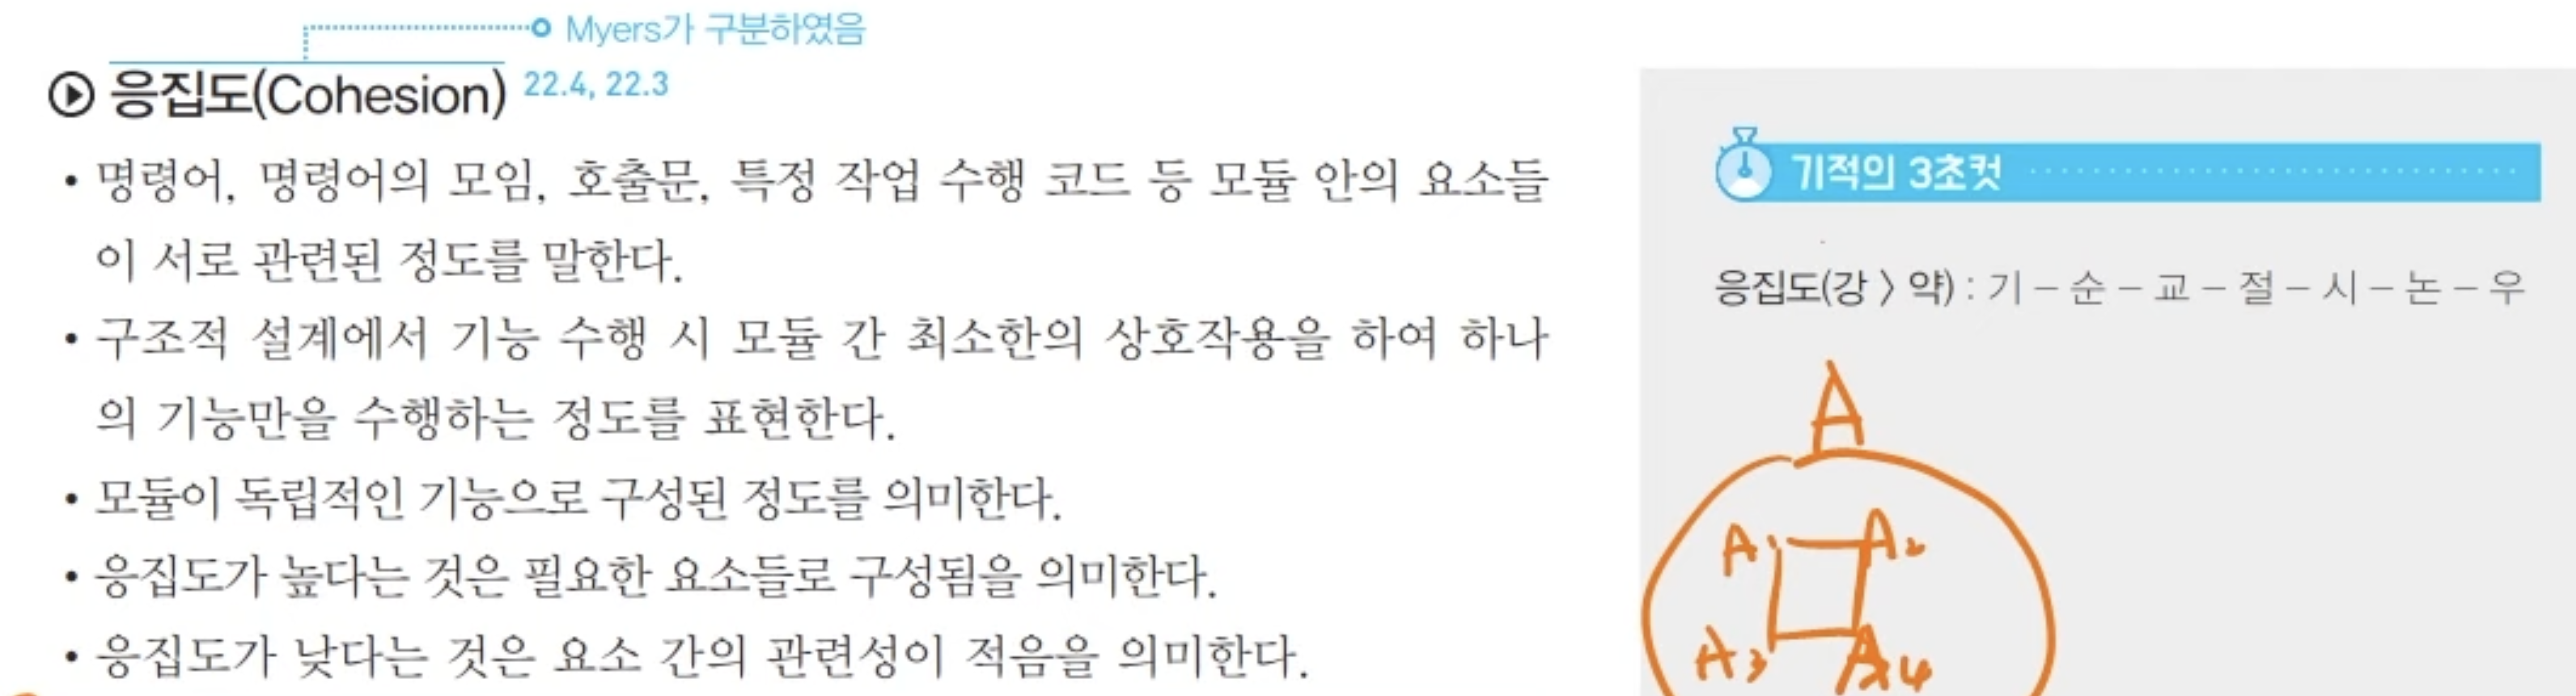 Myers가 구분하였음
응집도(Cohesion) 22.4, 22.3
• 명령어, 명령어의 모임, 호출문, 특정 작업 수행 코드 등 모듈 안의 요소들
이 서로 관련된 정도를 말한다.
• 구조적 설계에서 기능 수행 시 모듈 간 최소한의 상호작용을 하여 하나
의 기능만을 수행하는 정도를 표현한다.
• 모듈이 독립적인 기능으로 구성된 정도를 의미한다.
• 응집도가 높다는 것은 필요한 요소들로 구성됨을 의미한다.
• 응집도가 낮다는 것은 요소 간의 관련성이 적음을 의미한다.
기적의 3초컷
응집도(강 > 약) : 기 – 순 – 교 – 절 – 시 – 논 – 우
A
A1 A2
A3 A4